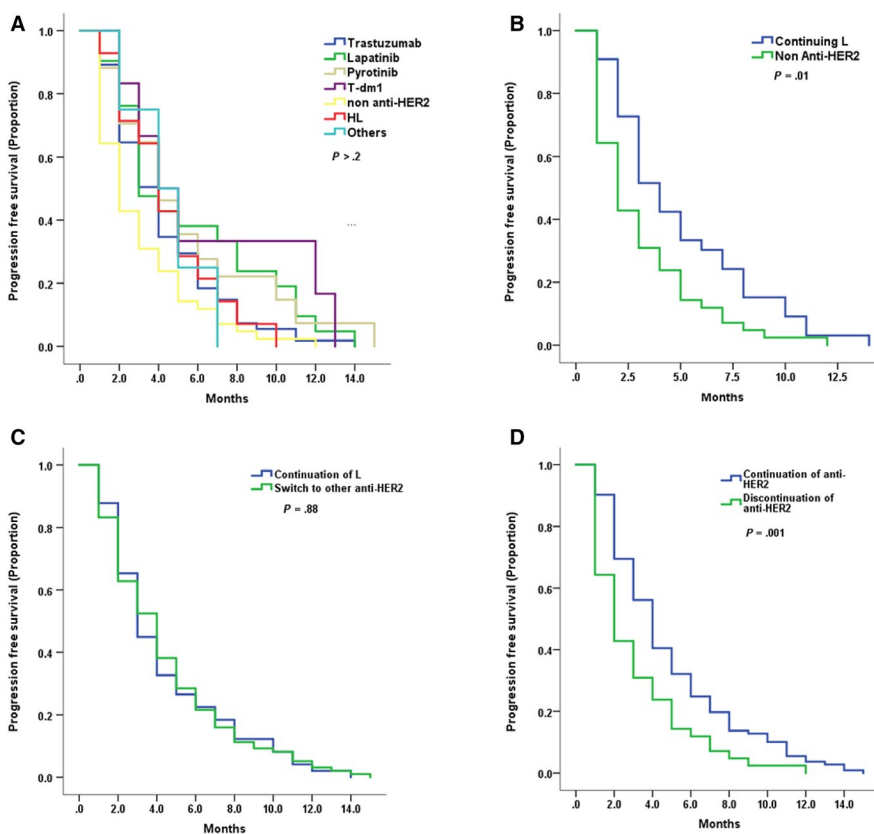 A
Progression free survival (Proportion)
1.0
0.8
0.6
0.4
0.2
0.0
Trastuzumab
Lapatinib
Pyrotinib
T-dm1
non anti-HER2
HL
Others
P > .2
...
.0 2.0 4.0 6.0 8.0 10.0 12.0 14.0
Months
B
Progression free survival (Proportion)
1.0
0.8
0.6
0.4
0.2
0.0
Continuing L
Non Anti-HER2
P = .01
.0 2.5 5.0 7.5 10.0 12.5
Months
C
Progression free survival (Proportion)
1.0
0.8
0.6
0.4
0.2
0.0
Continuation of L
Switch to other anti-HER2
P = .88
.0 2.0 4.0 6.0 8.0 10.0 12.0 14.0
Months
D
Progression free survival (Proportion)
1.0
0.8
0.6
0.4
0.2
0.0
Continuation of anti-
HER2
Discontinuation of
anti-HER2
P = .001
.0 2.0 4.0 6.0 8.0 10.0 12.0 14.0
Months